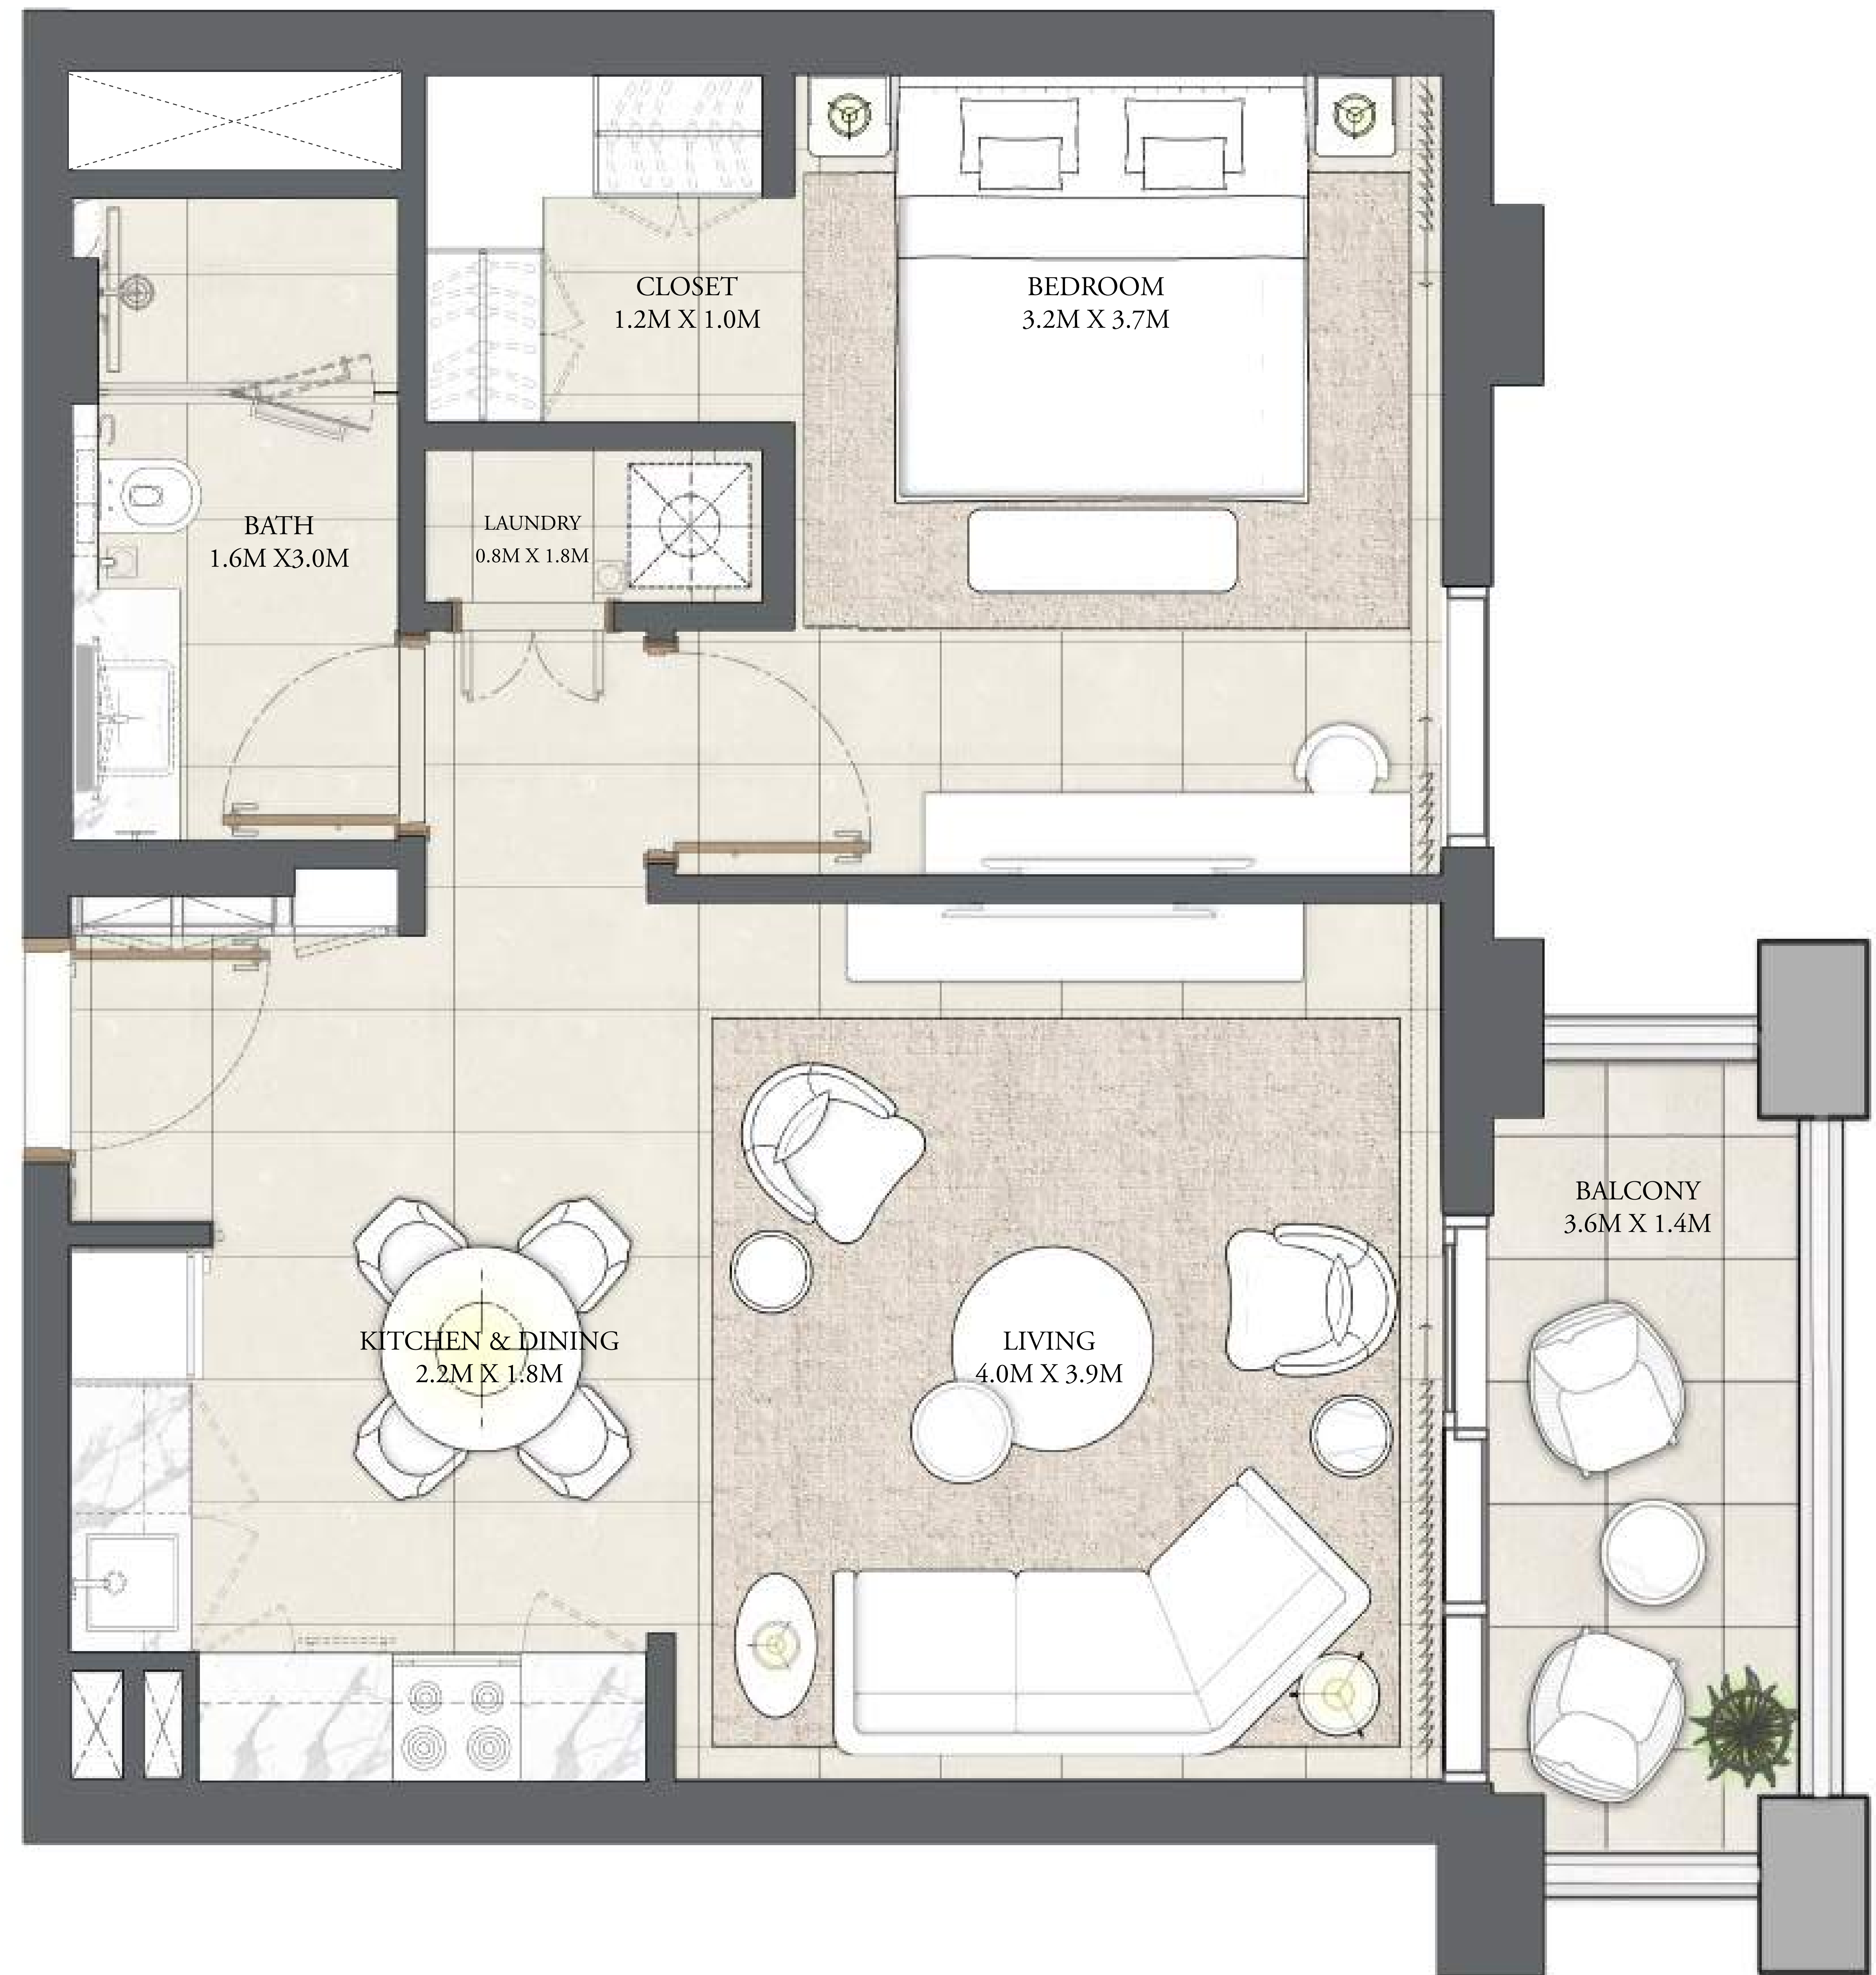 CLOSET
1.2M X 1.0M
BEDROOM
3.2M X 3.7M
BATH
1.6M X3.0M
LAUNDRY
0.8M X 1.8M
BALCONY
3.6M X 1.4M
KITCHEN & DINING
2.2M X 1.8M
LIVING
4.0M X 3.9M